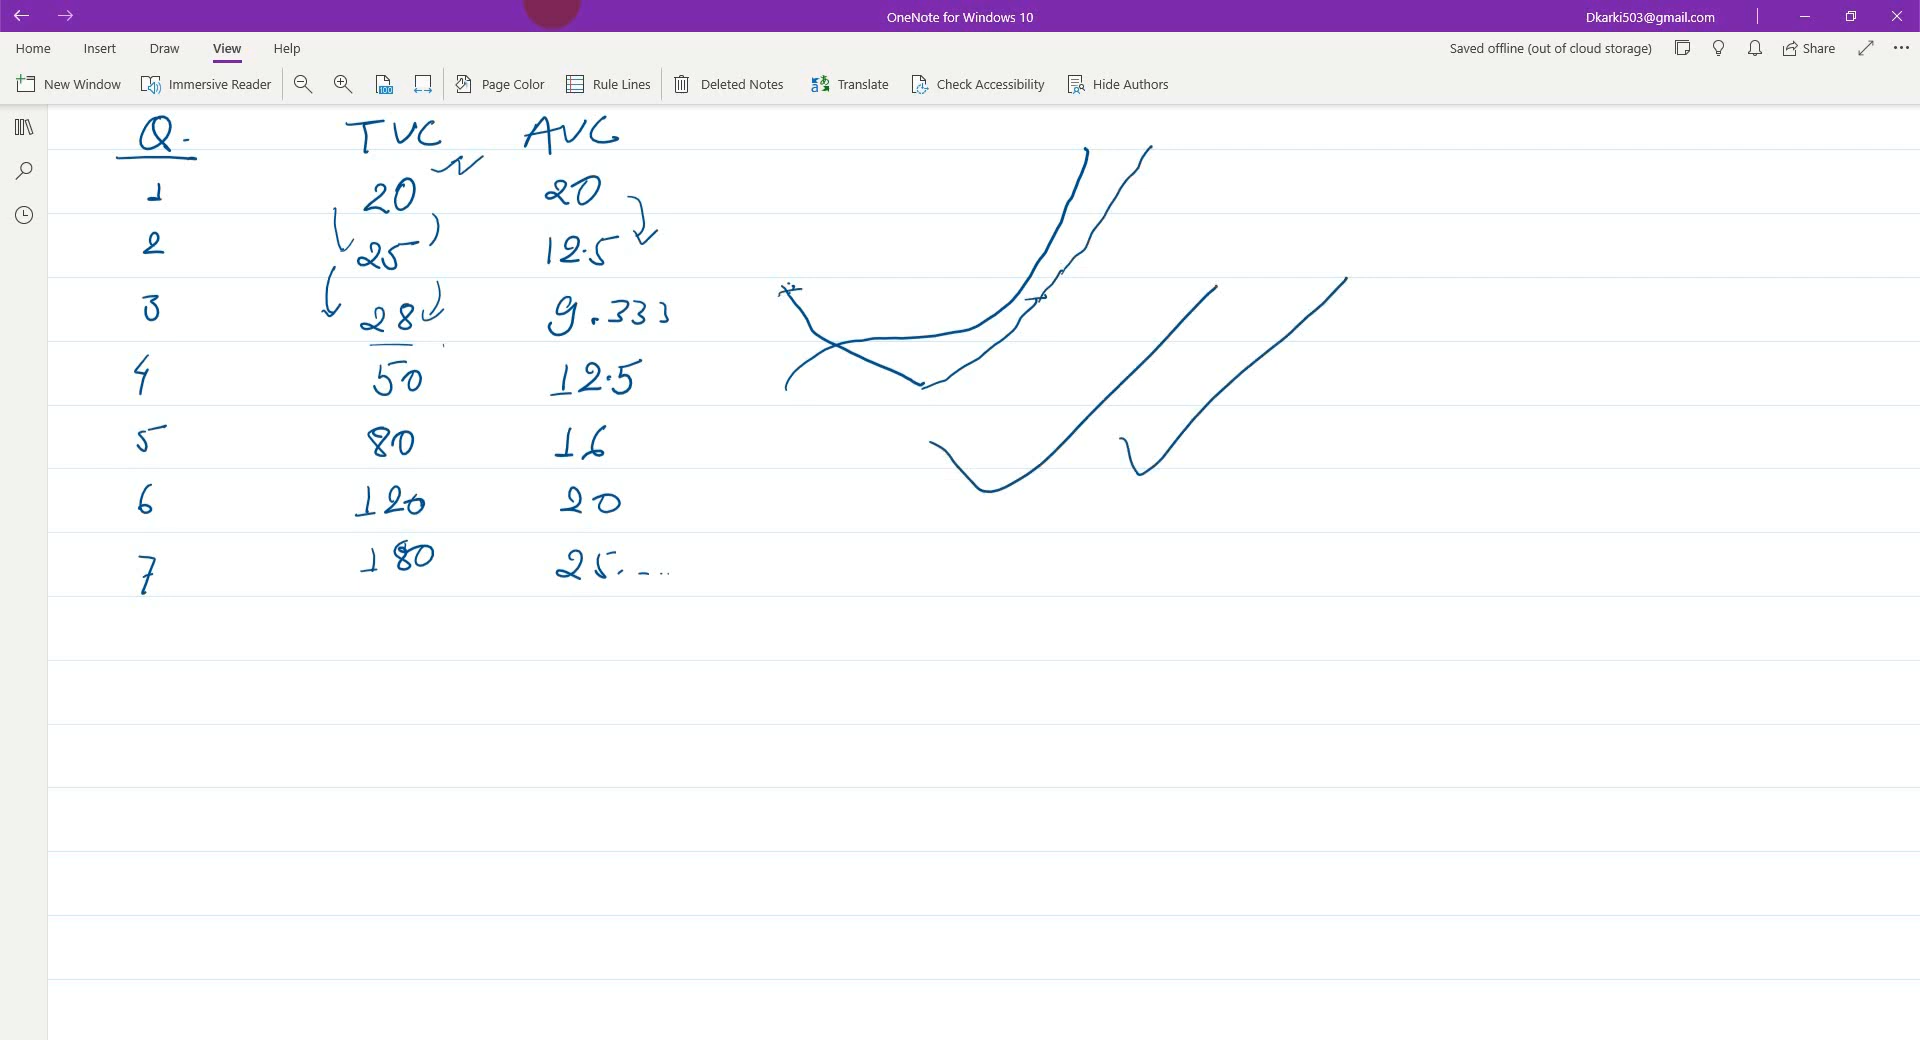 OneNote for Windows 10
Dkarki503@gmail.com
Home Insert Draw View Help
Saved offline (out of cloud storage) Share
New Window Immersive Reader 100 Page Color Rule Lines Deleted Notes Translate Check Accessibility Hide Authors
Q. TVC AVC
1 20 20
2 25 12.5
3 28 9.333
4 50 12.5
5 80 16
6 120 20
7 180 25. ---